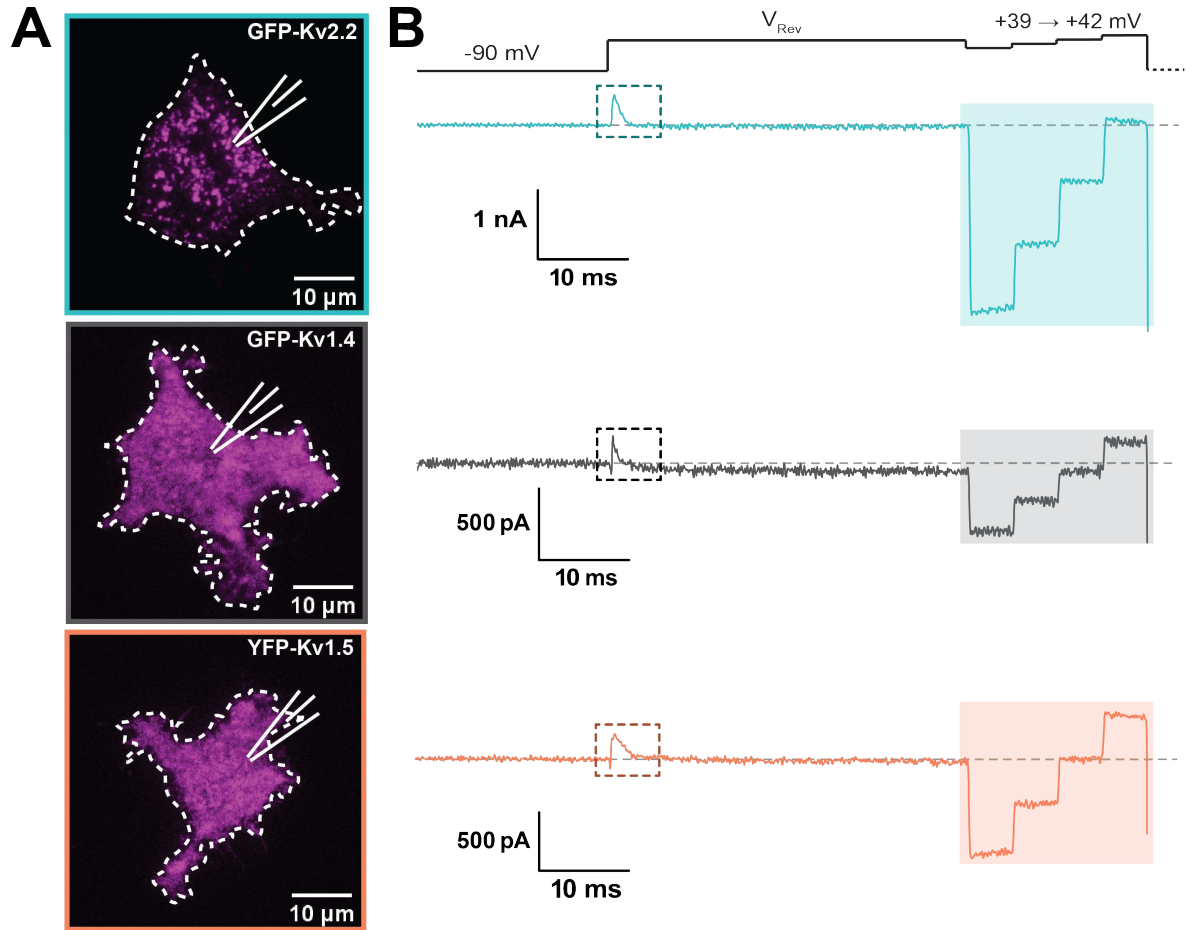 A
GFP-Kv2.2
10 µm
GFP-Kv1.4
10 µm
YFP-Kv1.5
10 µm
B
-90 mV
VRev
+39 → +42 mV
1 nA
10 ms
500 pA
10 ms
500 pA
10 ms